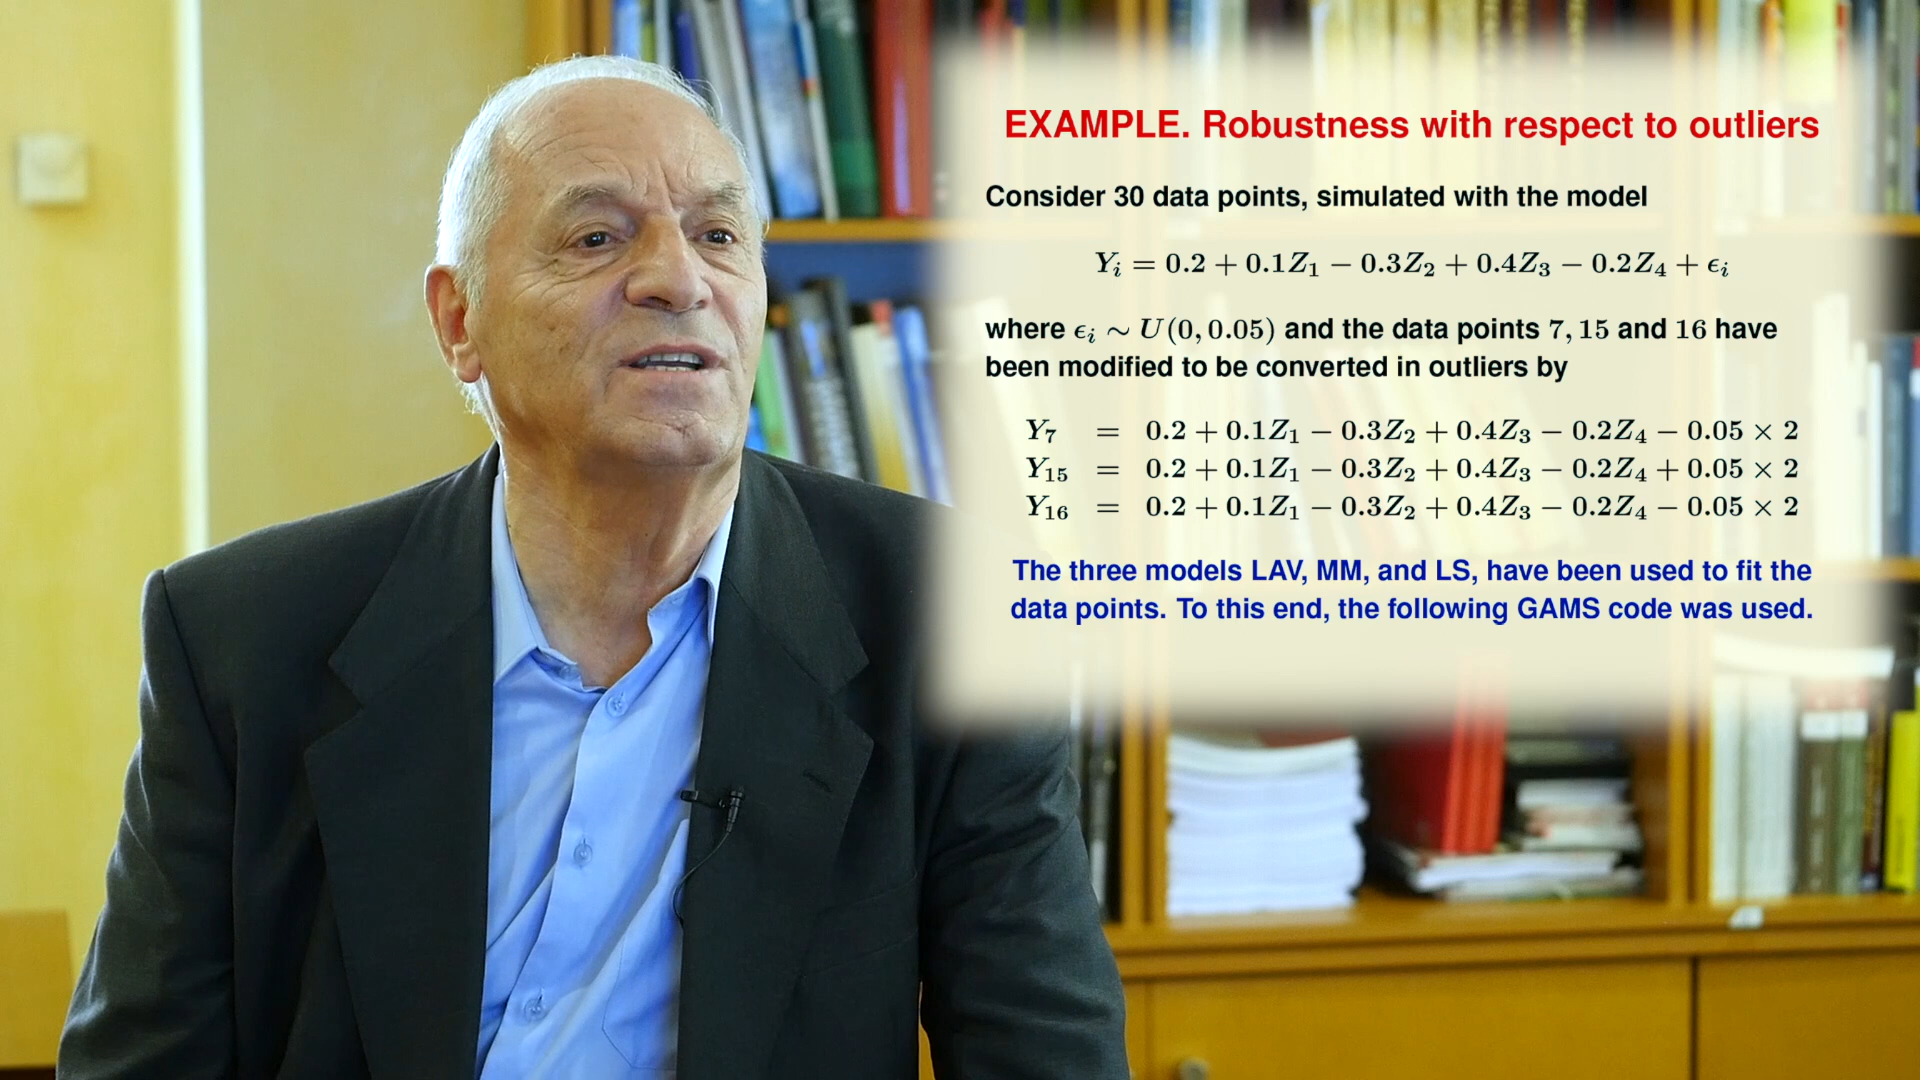 EXAMPLE. Robustness with respect to outliers
Consider 30 data points, simulated with the model
Yᵢ = 0.2 + 0.1Z₁ − 0.3Z₂ + 0.4Z₃ − 0.2Z₄ + ϵᵢ
where ϵᵢ ∼ U(0, 0.05) and the data points 7, 15 and 16 have
been modified to be converted in outliers by
Y₇ = 0.2 + 0.1Z₁ − 0.3Z₂ + 0.4Z₃ − 0.2Z₄ − 0.05 × 2
Y₁₅ = 0.2 + 0.1Z₁ − 0.3Z₂ + 0.4Z₃ − 0.2Z₄ + 0.05 × 2
Y₁₆ = 0.2 + 0.1Z₁ − 0.3Z₂ + 0.4Z₃ − 0.2Z₄ − 0.05 × 2
The three models LAV, MM, and LS, have been used to fit the
data points. To this end, the following GAMS code was used.